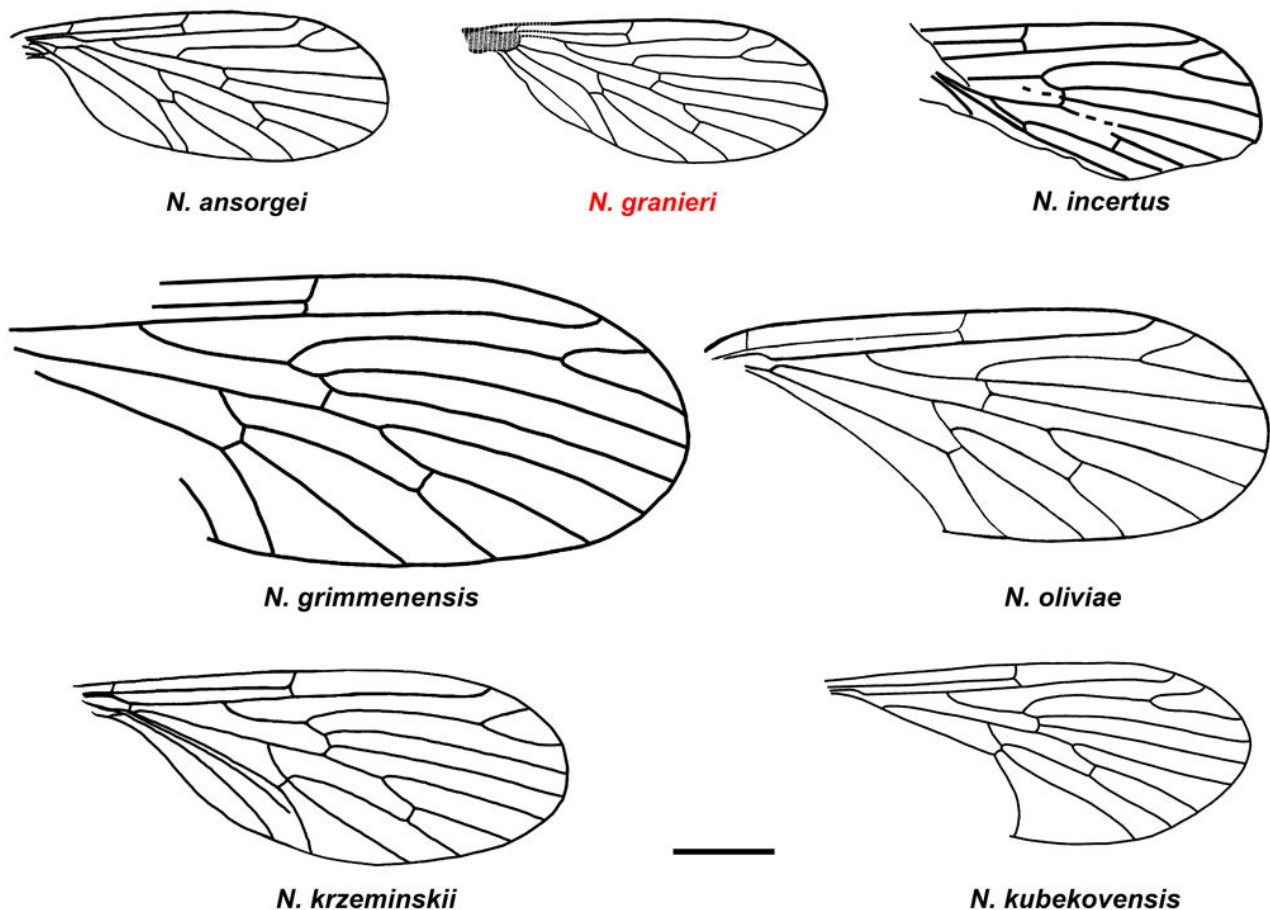 N. ansorgei
N. granieri
N. incertus
N. grimmenensis
N. oliviae
N. krzeminskii
N. kubekovensis